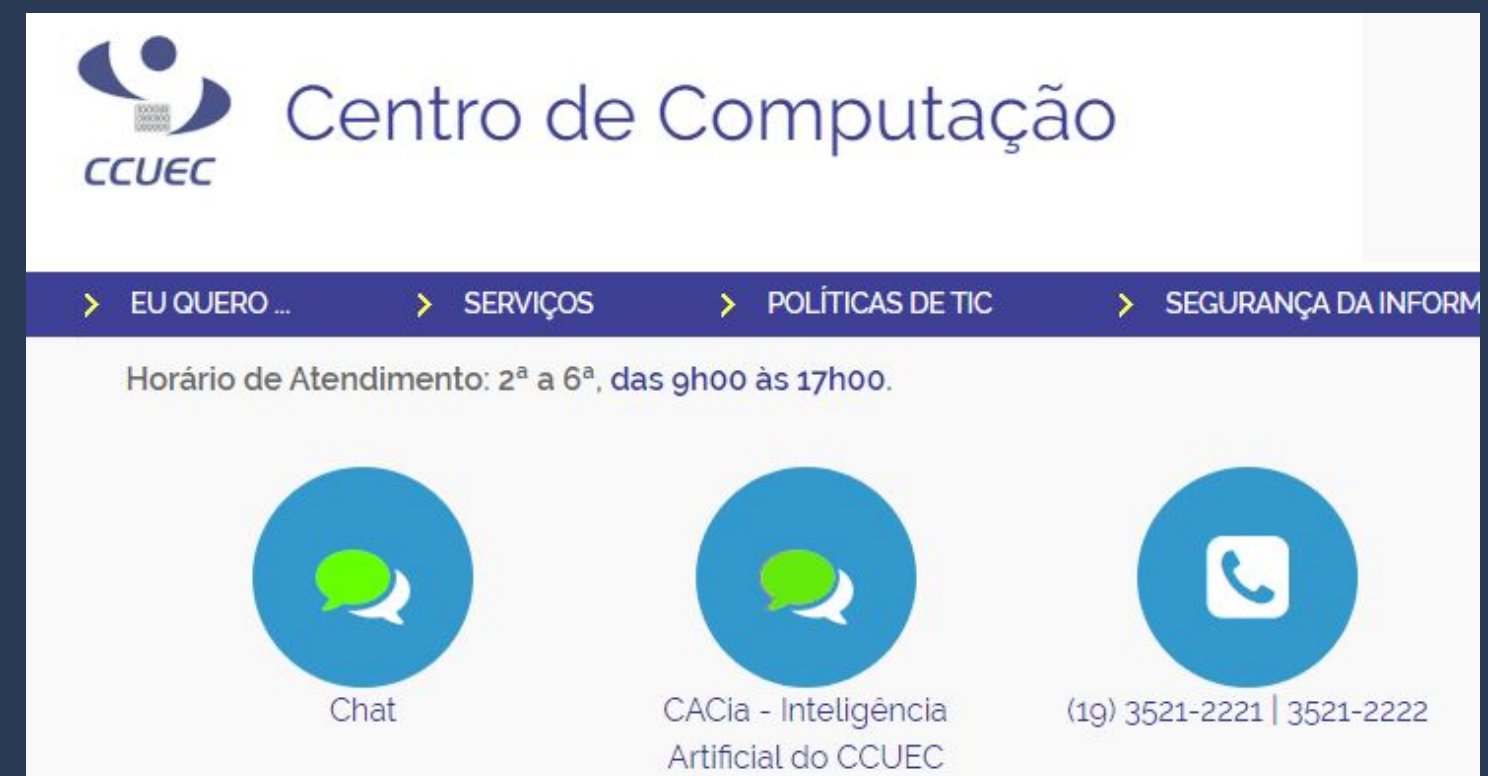 Centro de Computação
CCUEC
EU QUERO ... SERVIÇOS POLÍTICAS DE TIC SEGURANÇA DA INFORM
Horário de Atendimento: 2ª a 6ª, das 9h00 às 17h00.
Chat
CACia - Inteligência
Artificial do CCUEC
(19) 3521-2221 | 3521-2222